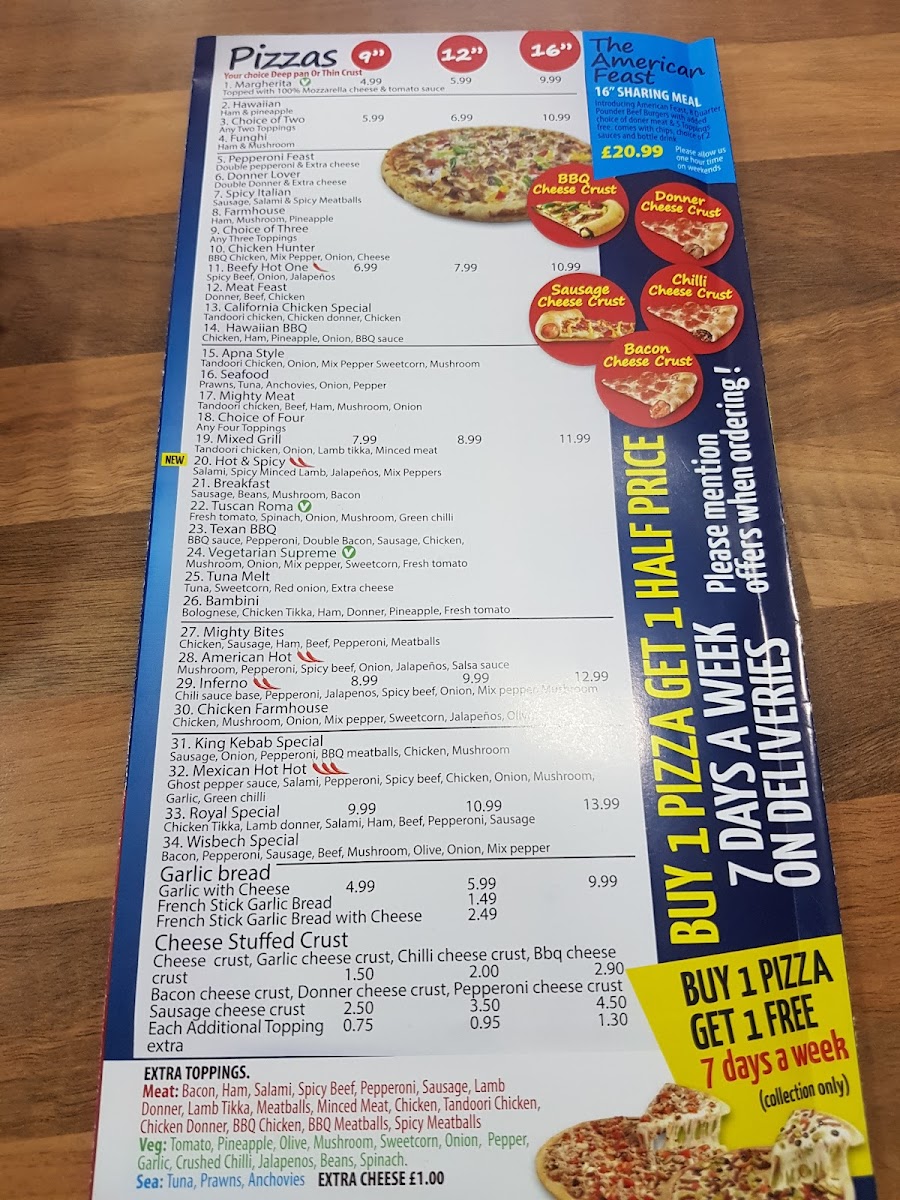 Pizzas 9" 12" 16"
Your choice Deep pan Or Thin Crust
1. Margherita 4.99 5.99 9.99
Topped with 100% Mozzarella cheese & tomato sauce
2. Hawaiian
Ham & pineapple
3. Choice of Two 5.99 6.99 10.99
Any Two Toppings
4. Funghi
Ham & Mushroom
5. Pepperoni Feast
Double pepperoni & Extra cheese
6. Donner Lover
Double Donner & Extra cheese
7. Spicy Italian
Sausage, Salami & Spicy Meatballs
8. Farmhouse
Ham, Mushroom, Pineapple
9. Choice of Three
Any Three Toppings
10. Chicken Hunter
BBQ Chicken, Mix Pepper, Onion, Cheese
11. Beefy Hot One 6.99 7.99 10.99
Spicy Beef, Onion, Jalapeños
12. Meat Feast
Donner, Beef, Chicken
13. California Chicken Special
Tandoori chicken, Chicken donner, Chicken
14. Hawaiian BBQ
Chicken, Ham, Pineapple, Onion, BBQ sauce
15. Apna Style
Tandoori Chicken, Onion, Mix Pepper Sweetcorn, Mushroom
16. Seafood
Prawns, Tuna, Anchovies, Onion, Pepper
17. Mighty Meat
Tandoori chicken, Beef, Ham, Mushroom, Onion
18. Choice of Four
Any Four Toppings
19. Mixed Grill 7.99 8.99 11.99
Tandoori chicken, Onion, Lamb tikka, Minced meat
NEW 20. Hot & Spicy
Salami, Spicy Minced Lamb, Jalapeños, Mix Peppers
21. Breakfast
Sausage, Beans, Mushroom, Bacon
22. Tuscan Roma V
Fresh tomato, Spinach, Onion, Mushroom, Green chilli
23. Texan BBQ
BBQ sauce, Pepperoni, Double Bacon, Sausage, Chicken,
24. Vegetarian Supreme V
Mushroom, Onion, Mix pepper, Sweetcorn, Fresh tomato
25. Tuna Melt
Tuna, Sweetcorn, Red onion, Extra cheese
26. Bambini
Bolognese, Chicken Tikka, Ham, Donner, Pineapple, Fresh tomato
27. Mighty Bites
Chicken, Sausage, Ham, Beef, Pepperoni, Meatballs
28. American Hot
Mushroom, Pepperoni, Spicy beef, Onion, Jalapeños, Salsa sauce
29. Inferno 8.99 9.99 12.99
Chili sauce base, Pepperoni, Jalapenos, Spicy beef, Onion, Mix pepper Mushroom
30. Chicken Farmhouse
Chicken, Mushroom, Onion, Mix pepper, Sweetcorn, Jalapeños,
31. King Kebab Special
Sausage, Onion, Pepperoni, BBQ meatballs, Chicken, Mushroom
32. Mexican Hot Hot
Ghost pepper sauce, Salami, Pepperoni, Spicy beef, Chicken, Onion, Mushroom,
Garlic, Green chilli
33. Royal Special 9.99 10.99 13.99
Chicken Tikka, Lamb donner, Salami, Ham, Beef, Pepperoni, Sausage
34. Wisbech Special
Bacon, Pepperoni, Sausage, Beef, Mushroom, Olive, Onion, Mix pepper
Garlic bread
Garlic with Cheese 4.99 5.99 9.99
French Stick Garlic Bread 1.49
French Stick Garlic Bread with Cheese 2.49
Cheese Stuffed Crust
Cheese crust, Garlic cheese crust, Chilli cheese crust, Bbq cheese
crust 1.50 2.00 2.90
Bacon cheese crust, Donner cheese crust, Pepperoni cheese crust
Sausage cheese crust 2.50 3.50 4.50
Each Additional Topping 0.75 0.95 1.30
extra
EXTRA TOPPINGS.
Meat: Bacon, Ham, Salami, Spicy Beef, Pepperoni, Sausage, Lamb
Donner, Lamb Tikka, Meatballs, Minced Meat, Chicken, Tandoori Chicken,
Chicken Donner, BBQ Chicken, BBQ Meatballs, Spicy Meatballs
Veg: Tomato, Pineapple, Olive, Mushroom, Sweetcorn, Onion, Pepper,
Garlic, Crushed Chilli, Jalapenos, Beans, Spinach.
Sea: Tuna, Prawns, Anchovies EXTRA CHEESE £1.00
The
American
Feast
16" SHARING MEAL
Introducing American Feast, Quarter
Pounder Beef Burgers with added
choice of doner meat & 5 toppings
free, comes with chips, choice of 2
sauces and bottle drink
£20.99
Please allow us
one hour time
on weekends
BBQ
Cheese Crust
Donner
Cheese Crust
Sausage
Cheese Crust
Chilli
Cheese Crust
Bacon
Cheese Crust
BUY 1 PIZZA GET 1 HALF PRICE
7 DAYS A WEEK
ON DELIVERIES
Please mention
offers when ordering!
BUY 1 PIZZA
GET 1 FREE
7 days a week
(collection only)